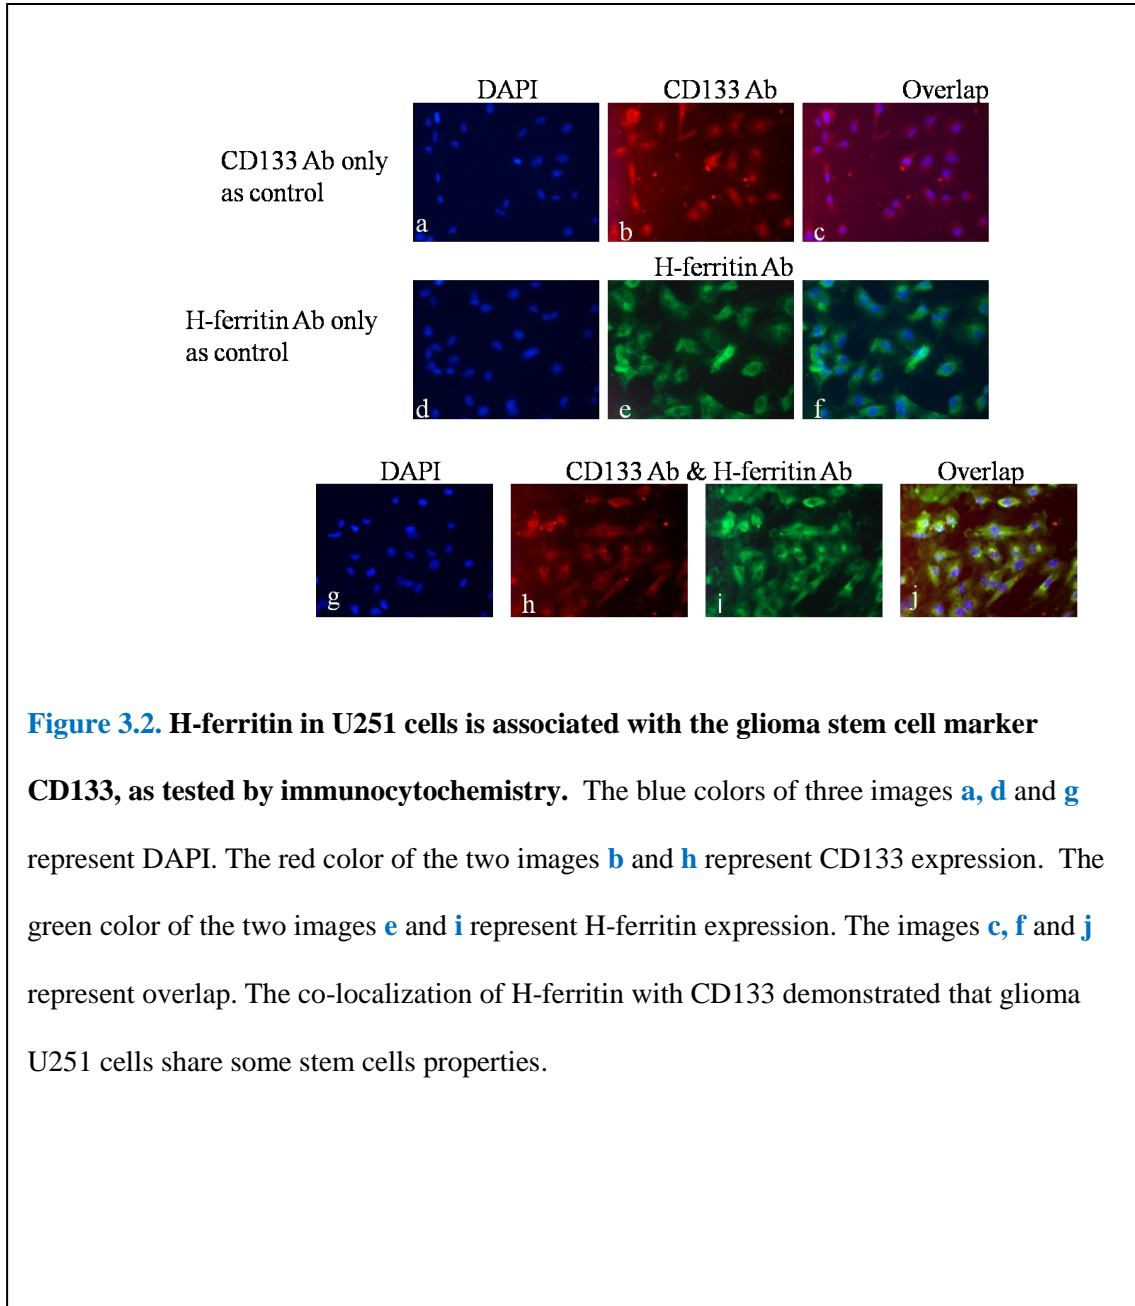 DAPI CD133 Ab Overlap
CD133 Ab only
as control
a b c
H-ferritin Ab
H-ferritin Ab only
as control
d e f
DAPI CD133 Ab & H-ferritin Ab Overlap
g h i j
Figure 3.2. H-ferritin in U251 cells is associated with the glioma stem cell marker
CD133, as tested by immunocytochemistry. The blue colors of three images a, d and g
represent DAPI. The red color of the two images b and h represent CD133 expression. The
green color of the two images e and i represent H-ferritin expression. The images c, f and j
represent overlap. The co-localization of H-ferritin with CD133 demonstrated that glioma
U251 cells share some stem cells properties.